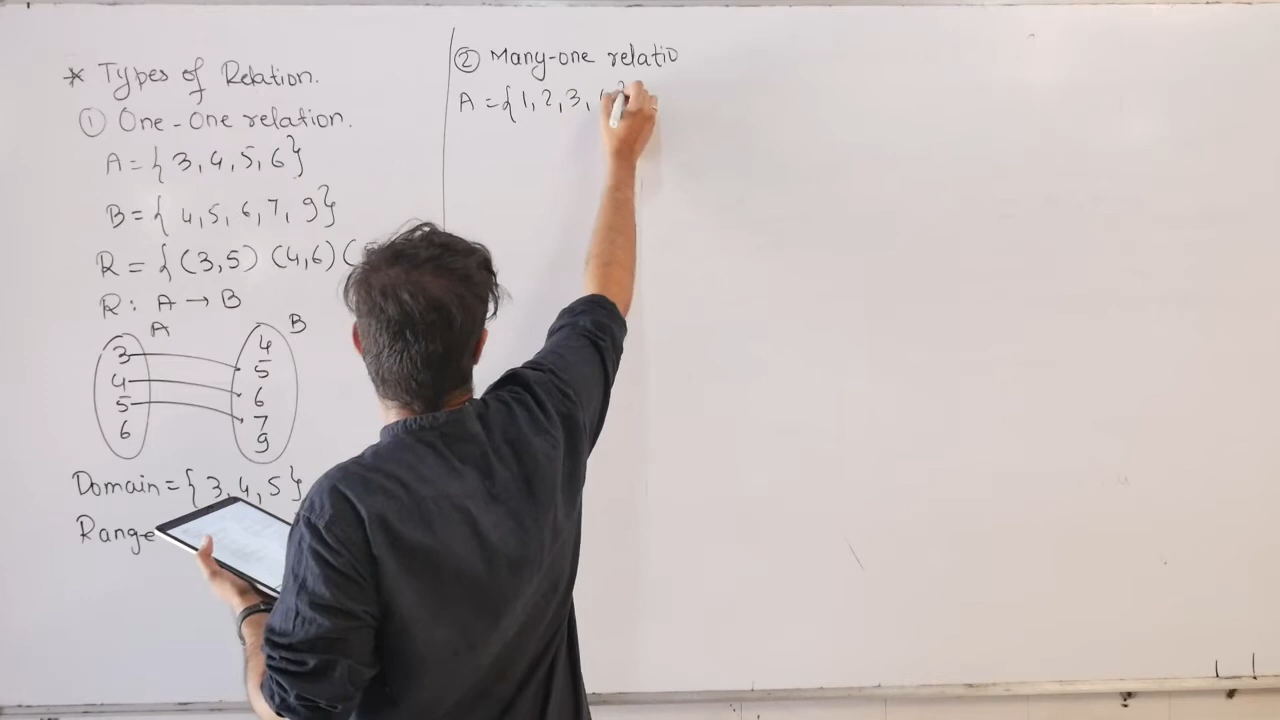 * Types of Relation.
① One-One relation.
A = { 3, 4, 5, 6 }
B = { 4, 5, 6, 7, 9 }
R = { (3,5) (4,6) (
R : A → B
A
B
3
4
5
6
4
5
6
7
9
Domain = { 3, 4, 5 }
Range
② Many-one relatio
A = { 1, 2, 3,